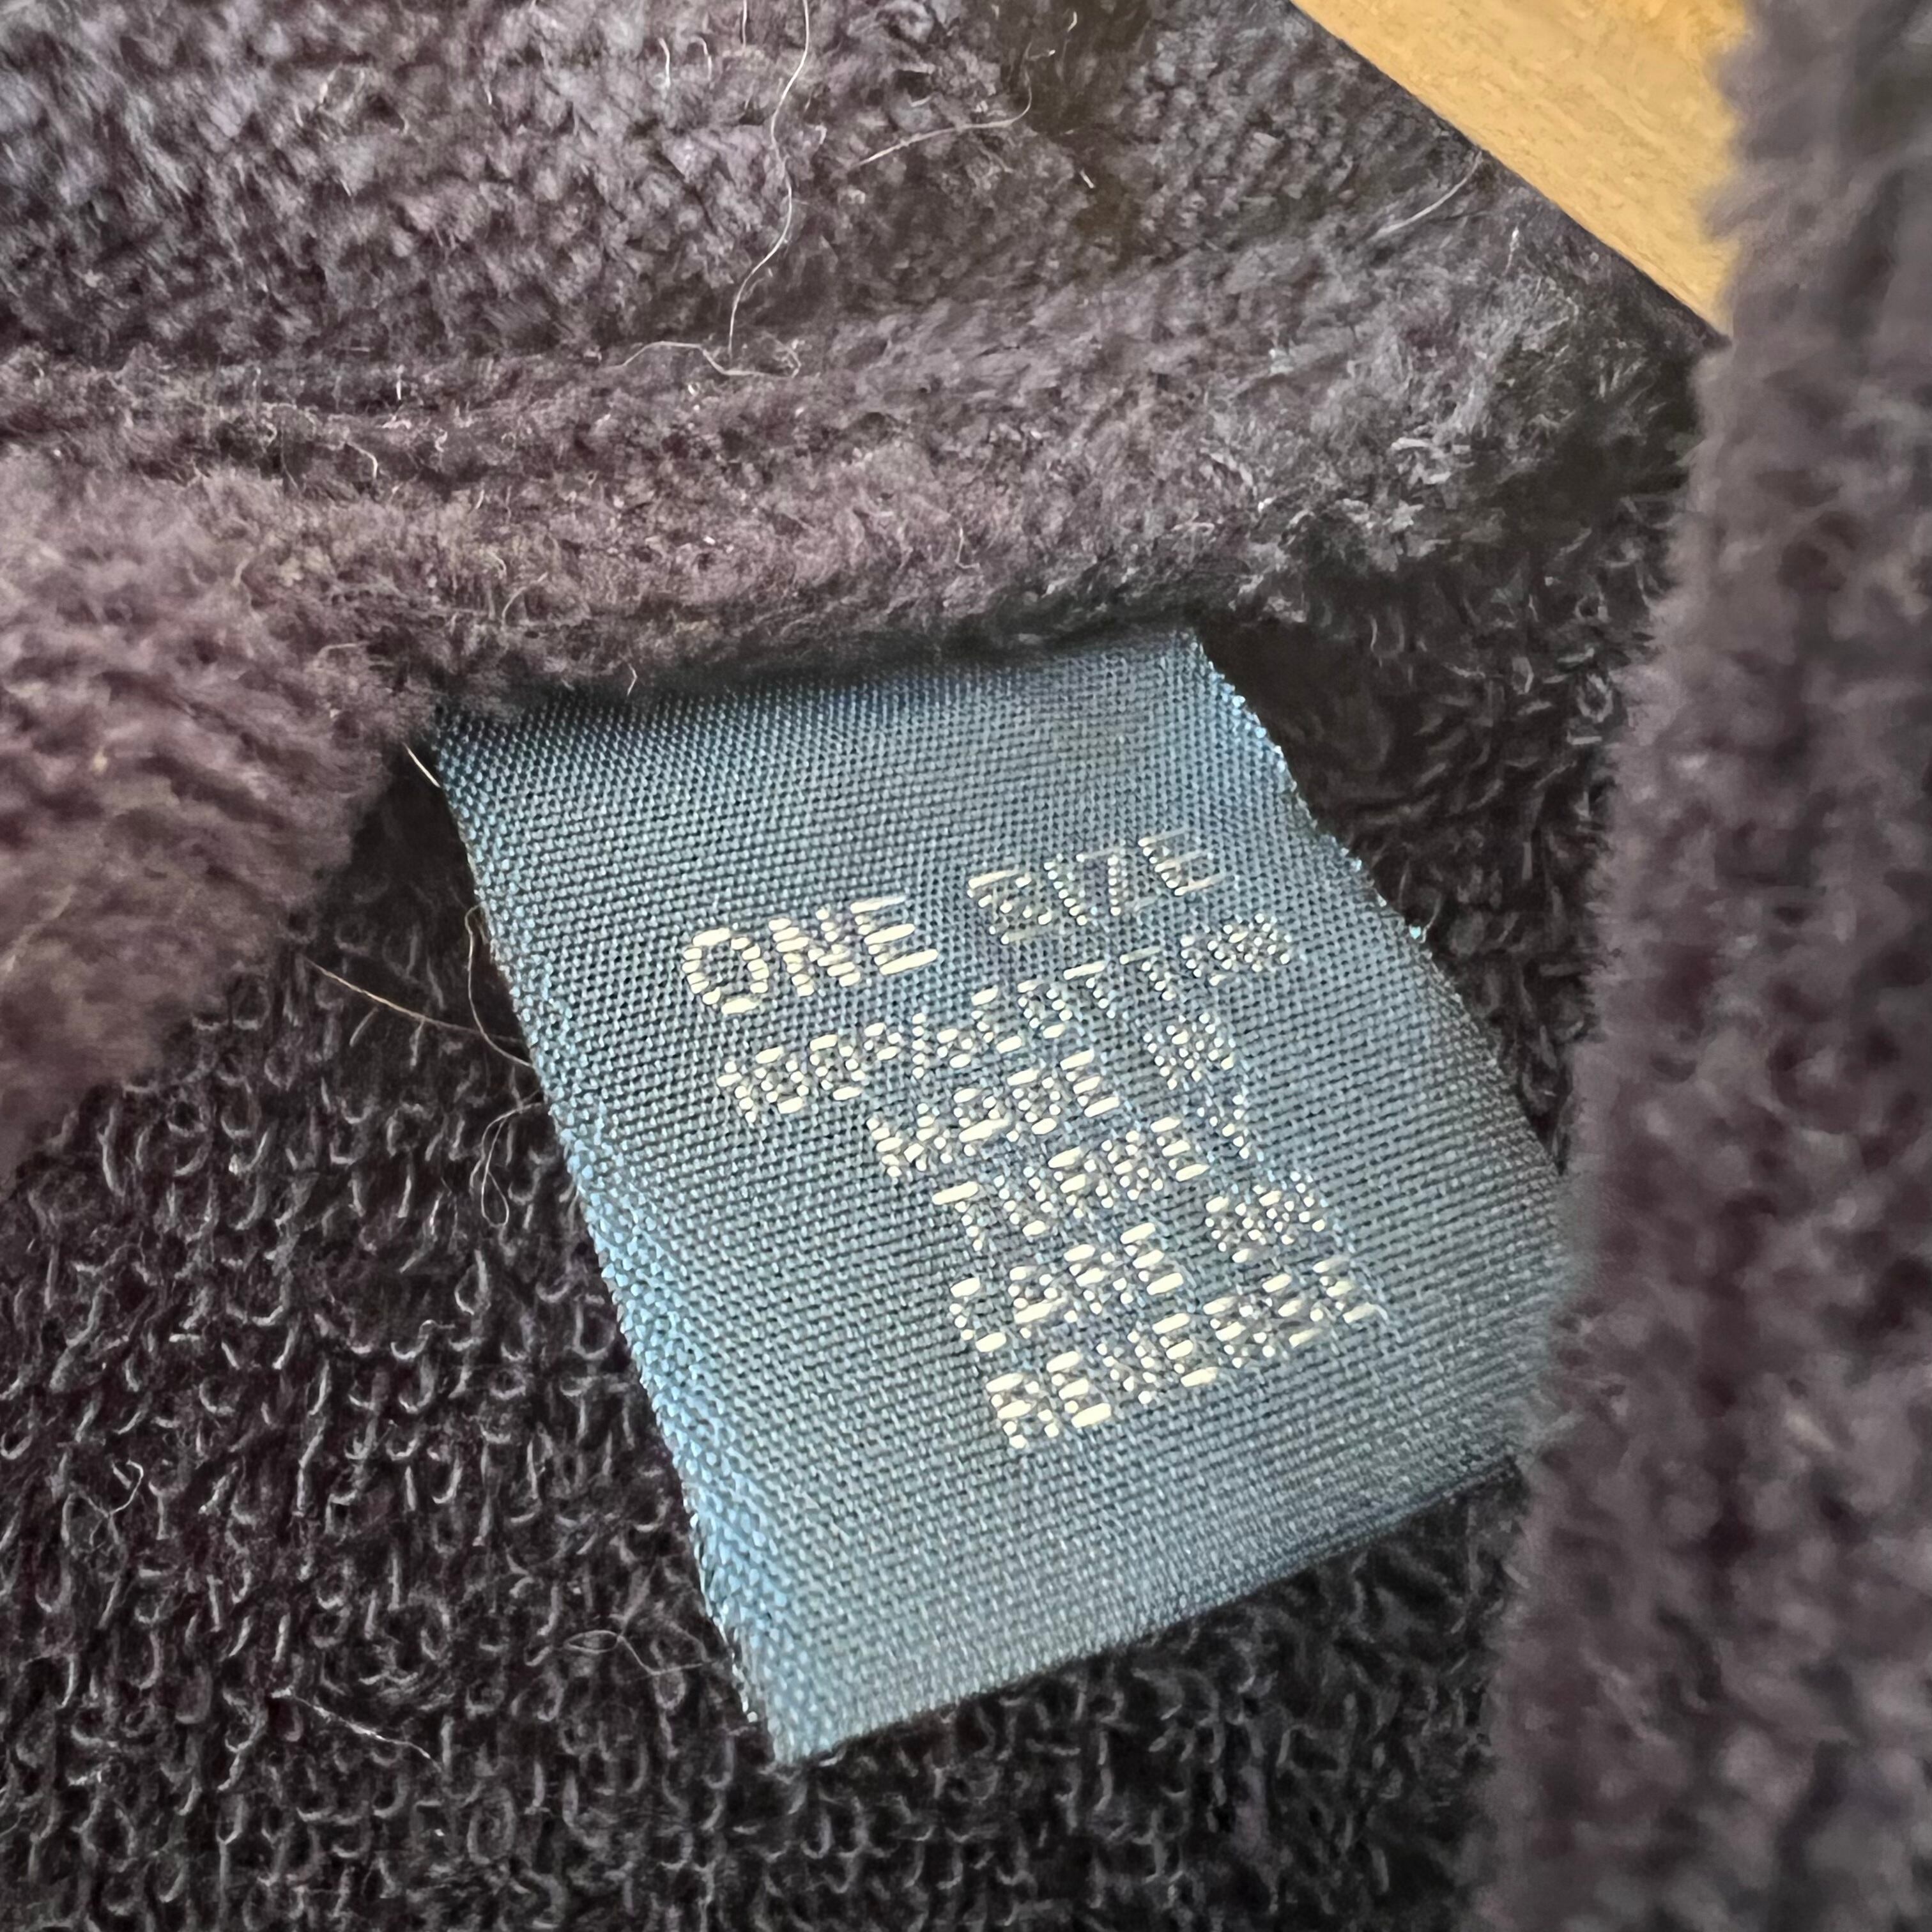 ONE SIZE
100% COTTON
MADE IN
TURKEY
CARE ON
REVERSE